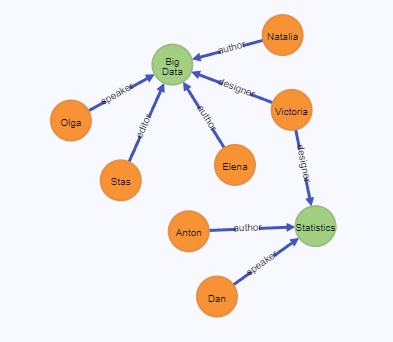 Natalia
author
Big
Data
designer
speaker
Victoria
Olga
author
editor
designer
Elena
Stas
Anton
author
Statistics
speaker
Dan